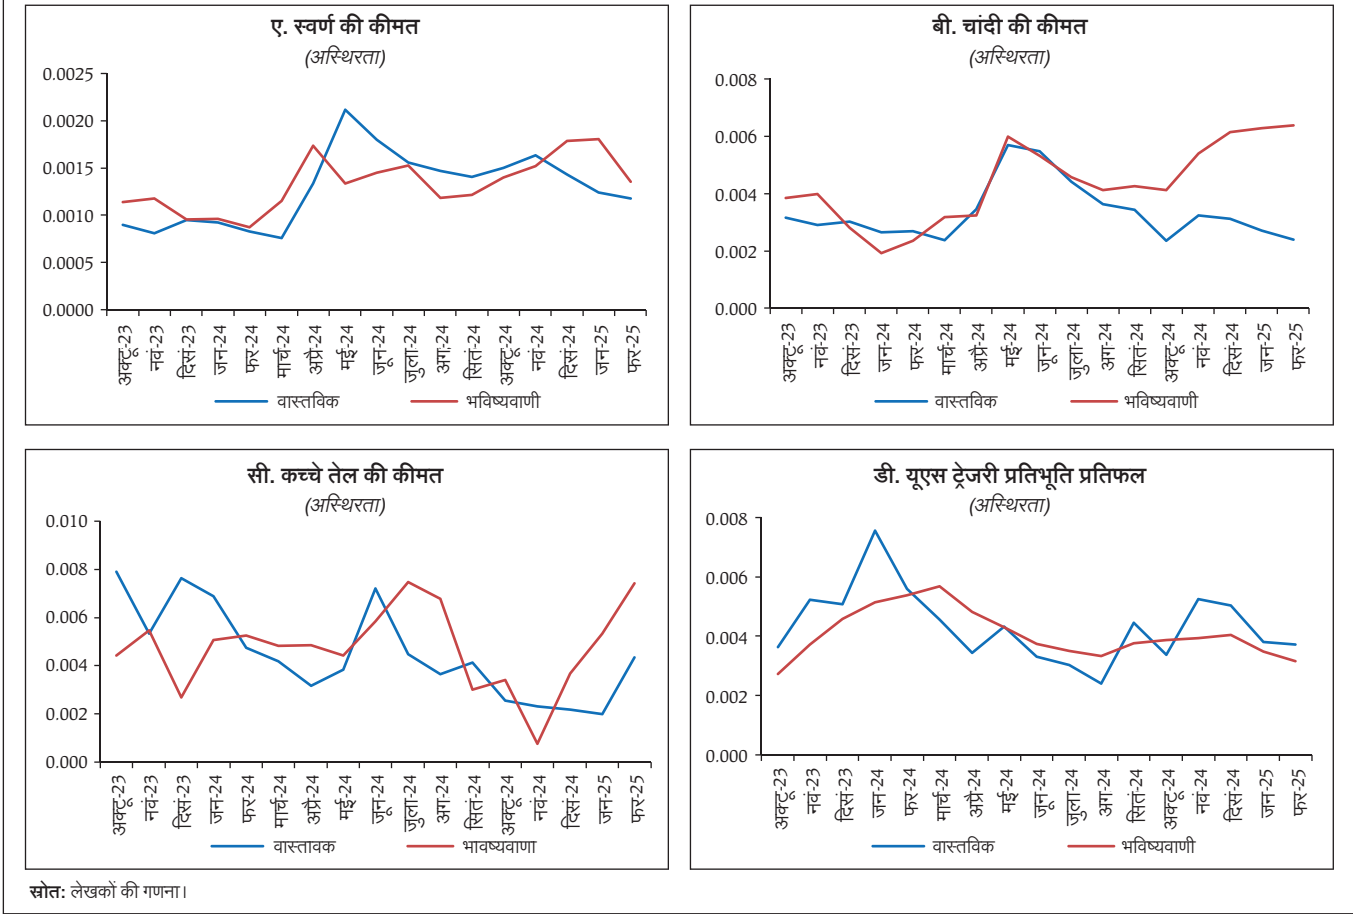 ए. स्वर्ण की कीमत
(अस्थिरता)
0.0025
0.0020
0.0015
0.0010
0.0005
0.0000
अक्टू-23 नवं-23 दिसं-23 जन-24 फर-24 मार्च-24 अप्रै-24 मई-24 जून-24 जुला-24 अग-24 सितं-24 अक्टू-24 नवं-24 दिसं-24 जन-25 फर-25
वास्तविक भविष्यवाणी
बी. चांदी की कीमत
(अस्थिरता)
0.008
0.006
0.004
0.002
0.000
अक्टू-23 नवं-23 दिसं-23 जन-24 फर-24 मार्च-24 अप्रै-24 मई-24 जून-24 जुला-24 अग-24 सितं-24 अक्टू-24 नवं-24 दिसं-24 जन-25 फर-25
वास्तविक भविष्यवाणी
सी. कच्चे तेल की कीमत
(अस्थिरता)
0.010
0.008
0.006
0.004
0.002
0.000
अक्टू-23 नवं-23 दिसं-23 जन-24 फर-24 मार्च-24 अप्रै-24 मई-24 जून-24 जुला-24 अग-24 सितं-24 अक्टू-24 नवं-24 दिसं-24 जन-25 फर-25
वास्तावक भावष्यवाणा
डी. यूएस ट्रेजरी प्रतिभूति प्रतिफल
(अस्थिरता)
0.008
0.006
0.004
0.002
0.000
अक्टू-23 नवं-23 दिसं-23 जन-24 फर-24 मार्च-24 अप्रै-24 मई-24 जून-24 जुला-24 अग-24 सितं-24 अक्टू-24 नवं-24 दिसं-24 जन-25 फर-25
वास्तविक भविष्यवाणी
स्रोत: लेखकों की गणना।